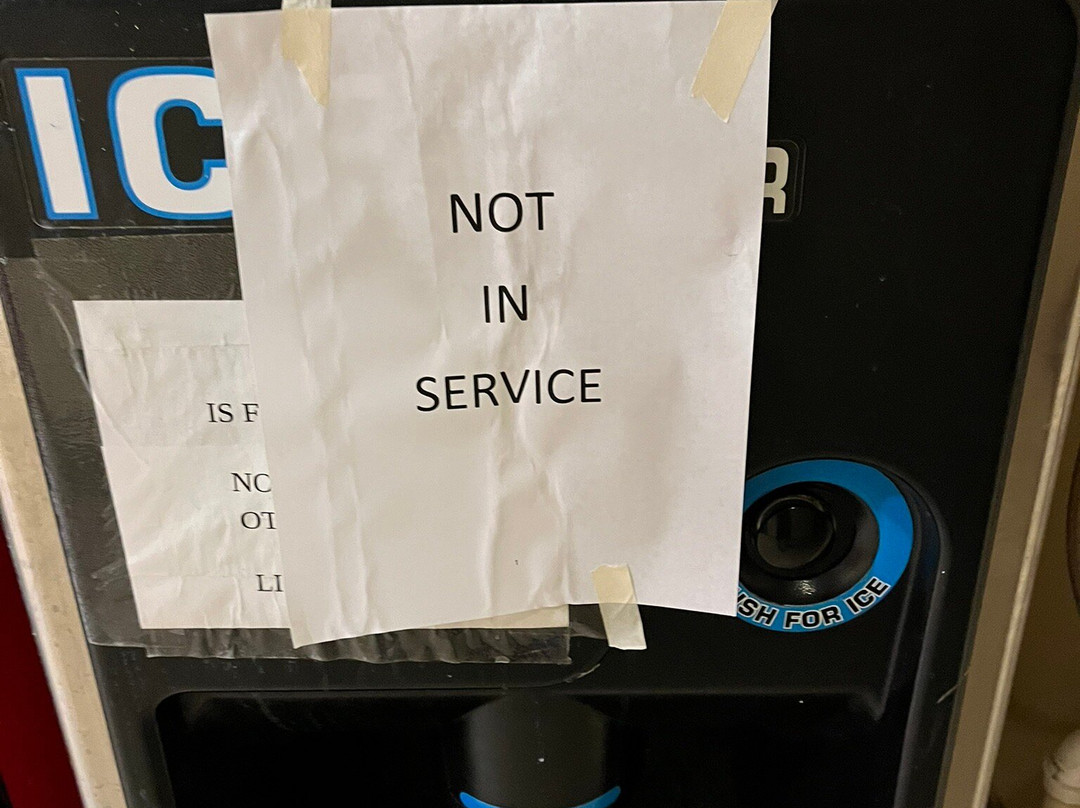 IC R
NOT
IN
SERVICE
IS F
NO
OT
LI
SH FOR ICE